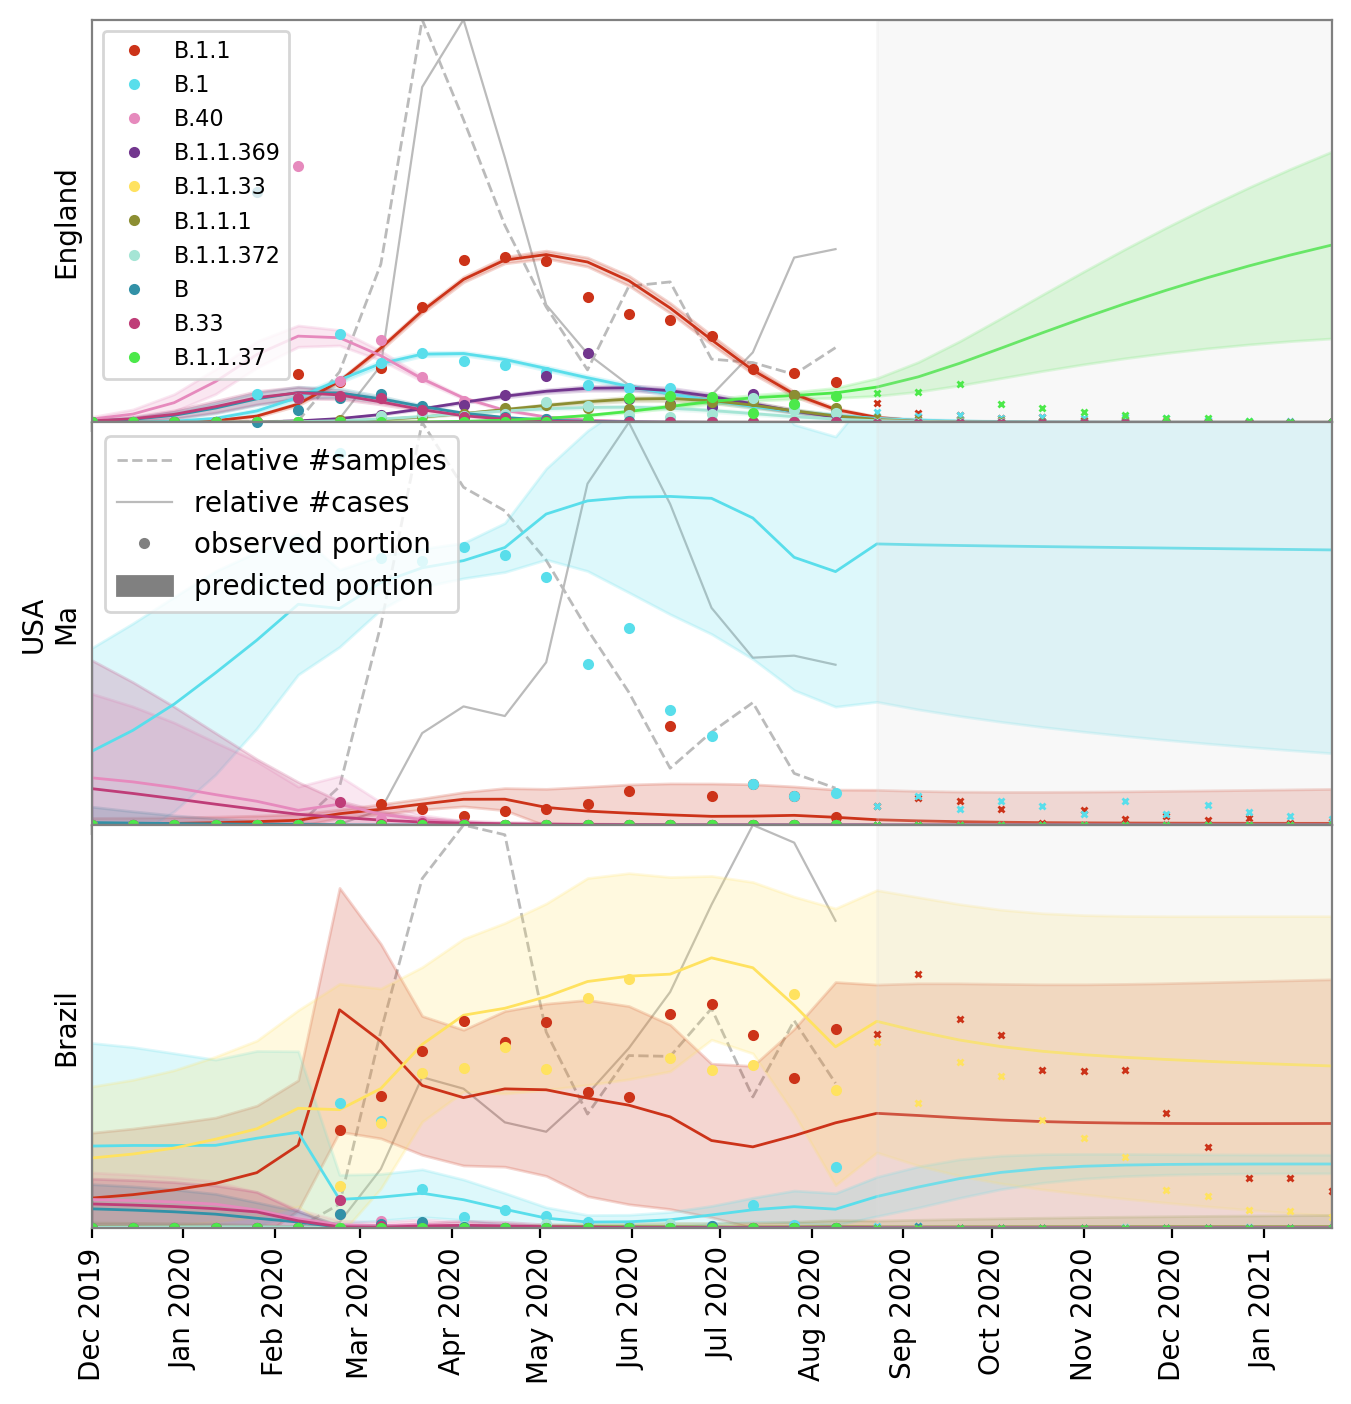 B.1.1
B.1
B.40
B.1.1.369
B.1.1.33
B.1.1.1
B.1.1.372
B
B.33
B.1.1.37
England
relative #samples
relative #cases
observed portion
predicted portion
USA
Ma
Brazil
Dec 2019
Jan 2020
Feb 2020
Mar 2020
Apr 2020
May 2020
Jun 2020
Jul 2020
Aug 2020
Sep 2020
Oct 2020
Nov 2020
Dec 2020
Jan 2021